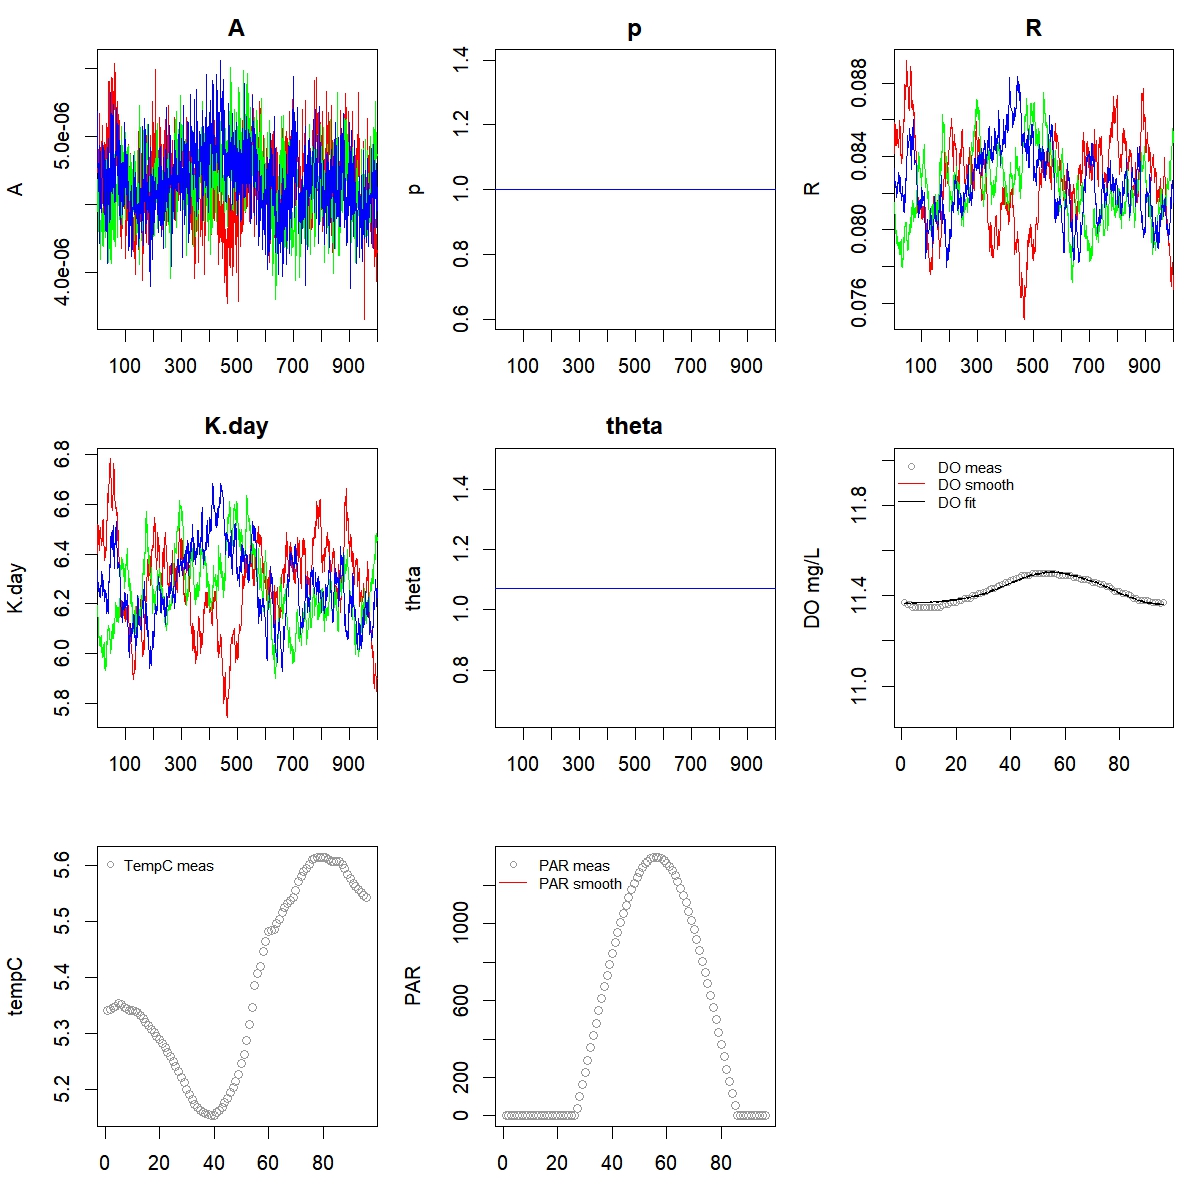 A
A
5.0e-06
4.0e-06
100 300 500 700 900
p
p
1.4
1.2
1.0
0.8
0.6
100 300 500 700 900
R
R
0.088
0.084
0.080
0.076
100 300 500 700 900
K.day
K.day
6.8
6.6
6.4
6.2
6.0
5.8
100 300 500 700 900
theta
theta
1.4
1.2
1.0
0.8
100 300 500 700 900
DO mg/L
11.8
11.4
11.0
DO meas
DO smooth
DO fit
0 20 40 60 80
tempC
5.6
5.5
5.4
5.3
5.2
TempC meas
0 20 40 60 80
PAR
1000
600
200
0
PAR meas
PAR smooth
0 20 40 60 80